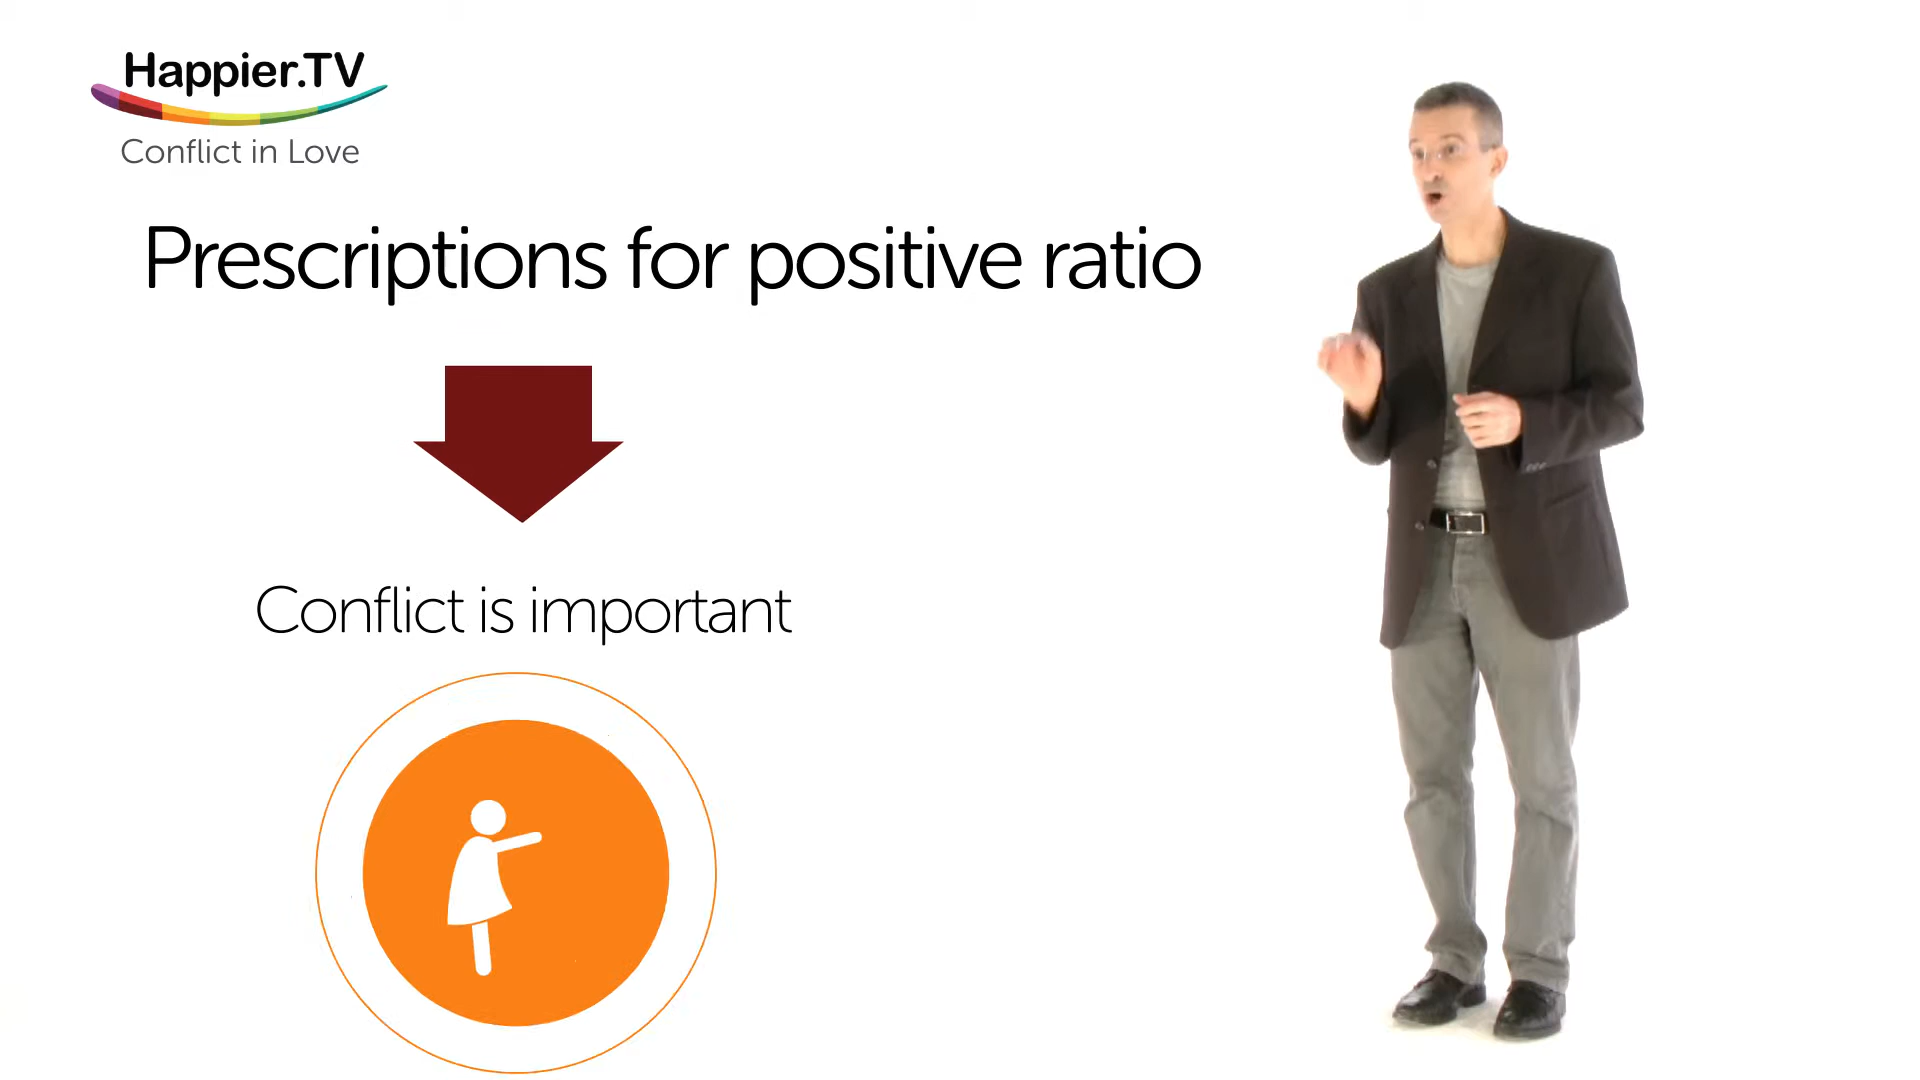 Happier.TV
Conflict in Love
Prescriptions for positive ratio
Conflict is important